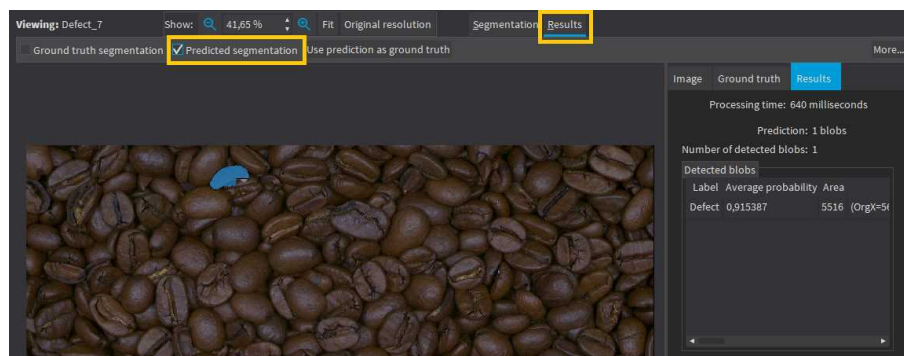 Viewing: Defect_7 Show: 41,65 % Fit Original resolution Segmentation Results
Ground truth segmentation Predicted segmentation Use prediction as ground truth More...
Image Ground truth Results
Processing time: 640 milliseconds
Prediction: 1 blobs
Number of detected blobs: 1
Detected blobs
Label Average probability Area
Defect 0,915387 5516 (OrgX=56